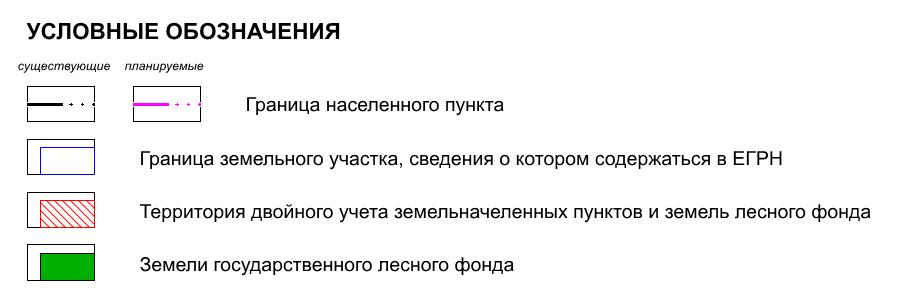 УСЛОВНЫЕ ОБОЗНАЧЕНИЯ
существующие планируемые
Граница населенного пункта
Граница земельного участка, сведения о котором содержаться в ЕГРН
Территория двойного учета земельначеленных пунктов и земель лесного фонда
Земли государственного лесного фонда